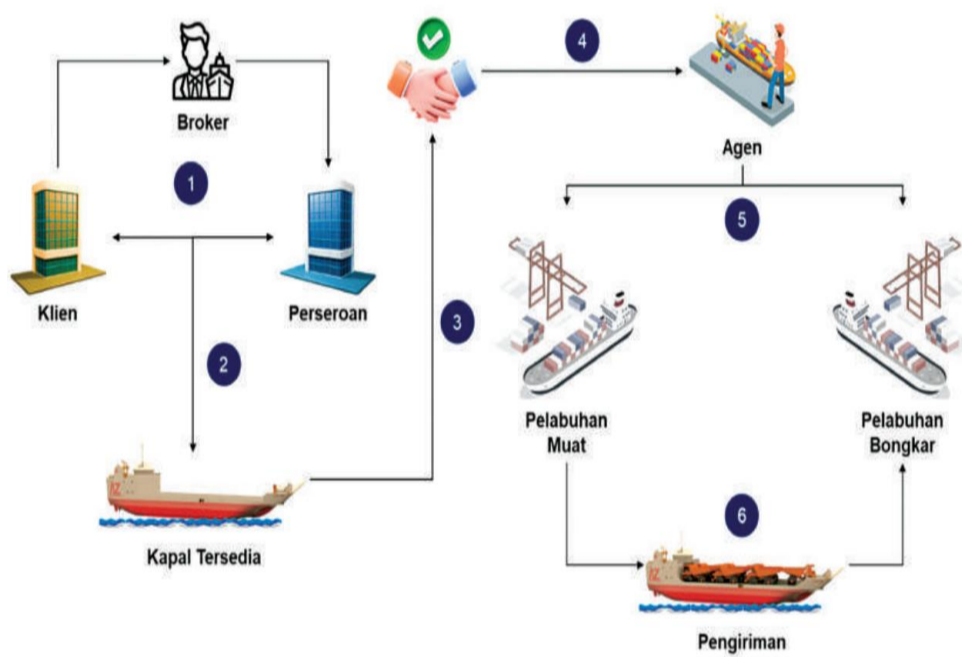 Broker
1
Klien
Perseroan
2
Kapal Tersedia
3
4
Agen
5
Pelabuhan
Muat
Pelabuhan
Bongkar
6
Pengiriman